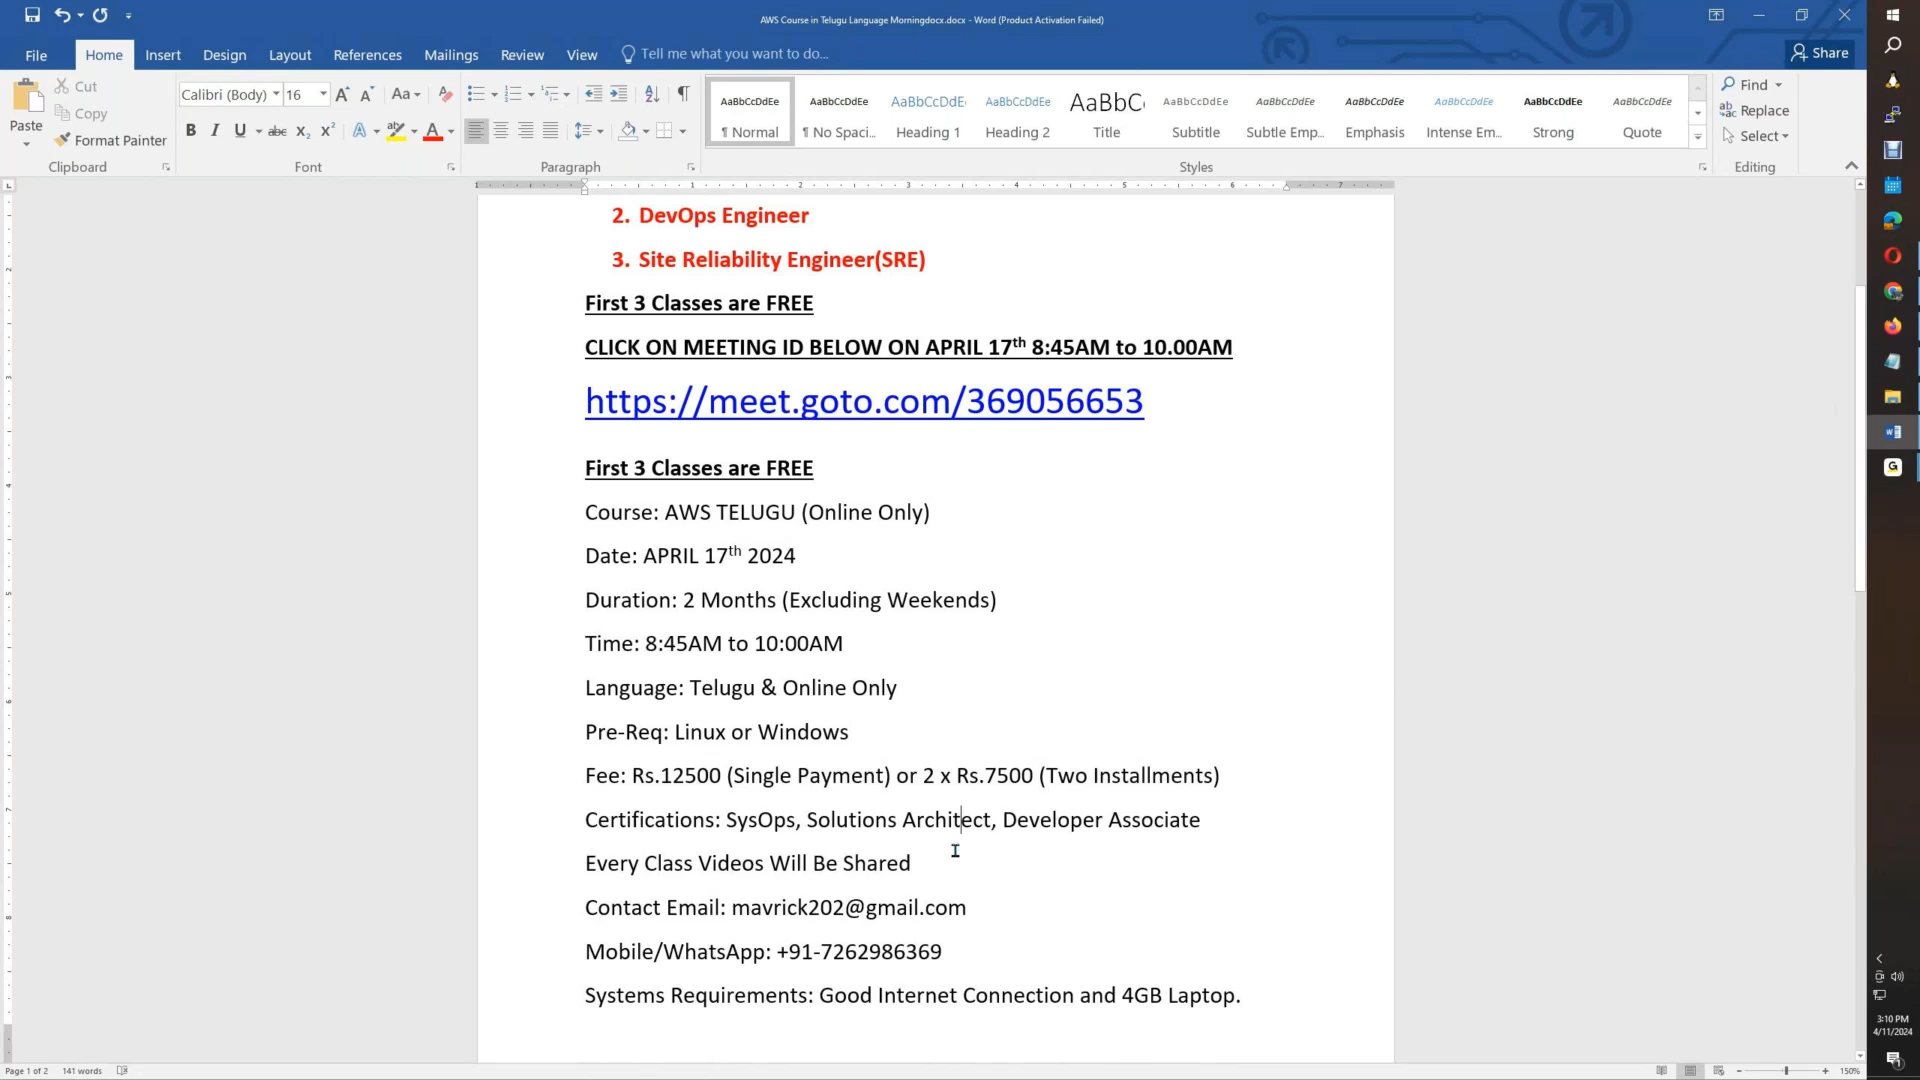 AWS Course in Telugu Language Morningdocx.docx - Word (Product Activation Failed)
File Home Insert Design Layout References Mailings Review View Tell me what you want to do... Share
Paste Cut Copy Format Painter
Calibri (Body) 16
AaBbCcDdEe AaBbCcDdEe AaBbCcDdE AaBbCcDdEe AaBbC AaBbCcDdEe AaBbCcDdEe AaBbCcDdEe AaBbCcDdEe AaBbCcDdEe AaBbCcDdEe
¶ Normal ¶ No Spaci... Heading 1 Heading 2 Title Subtitle Subtle Emp... Emphasis Intense Em... Strong Quote
Find
Replace
Select
Clipboard Font Paragraph Styles Editing
2. DevOps Engineer
3. Site Reliability Engineer(SRE)
First 3 Classes are FREE
CLICK ON MEETING ID BELOW ON APRIL 17th 8:45AM to 10.00AM
https://meet.goto.com/369056653
First 3 Classes are FREE
Course: AWS TELUGU (Online Only)
Date: APRIL 17th 2024
Duration: 2 Months (Excluding Weekends)
Time: 8:45AM to 10:00AM
Language: Telugu & Online Only
Pre-Req: Linux or Windows
Fee: Rs.12500 (Single Payment) or 2 x Rs.7500 (Two Installments)
Certifications: SysOps, Solutions Architect, Developer Associate
Every Class Videos Will Be Shared
Contact Email: mavrick202@gmail.com
Mobile/WhatsApp: +91-7262986369
Systems Requirements: Good Internet Connection and 4GB Laptop.
Page 1 of 2 141 words 150%
3:10 PM
4/11/2024